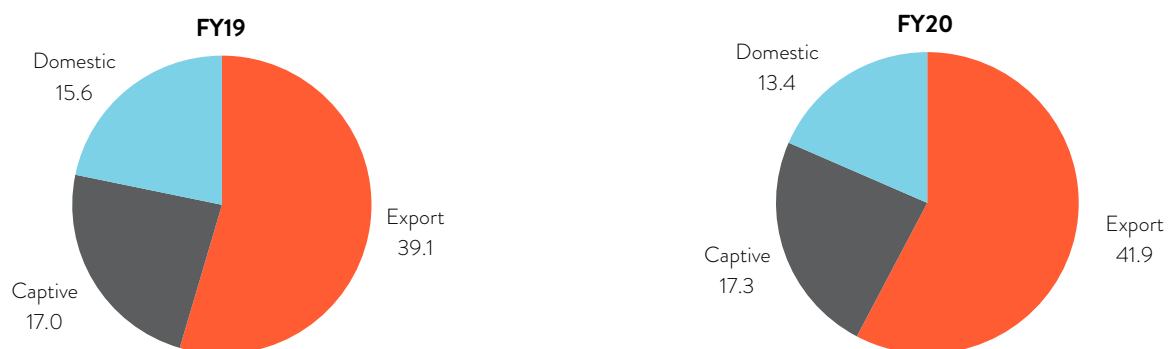 FY19
Domestic
15.6
Export
39.1
Captive
17.0
FY20
Domestic
13.4
Export
41.9
Captive
17.3